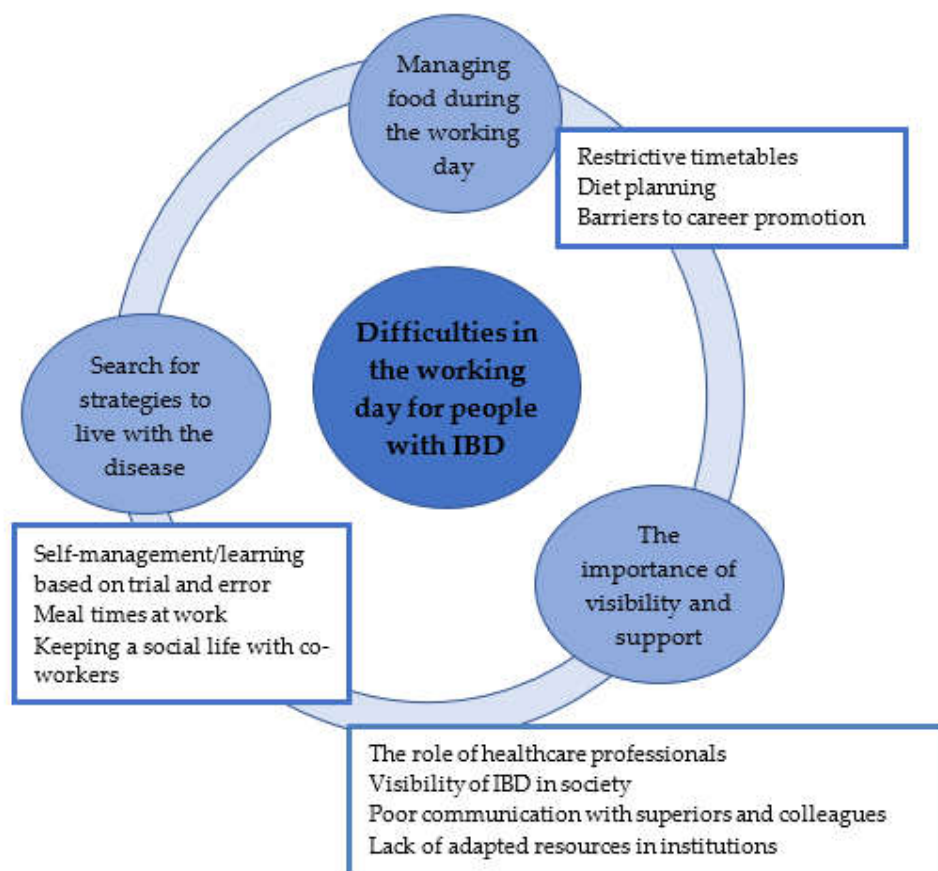 Managing
food during
the working
day
Restrictive timetables
Diet planning
Barriers to career promotion
Difficulties in
the working
day for people
with IBD
Search for
strategies to
live with the
disease
Self-management/learning
based on trial and error
Meal times at work
Keeping a social life with co-
workers
The
importance of
visibility and
support
The role of healthcare professionals
Visibility of IBD in society
Poor communication with superiors and colleagues
Lack of adapted resources in institutions